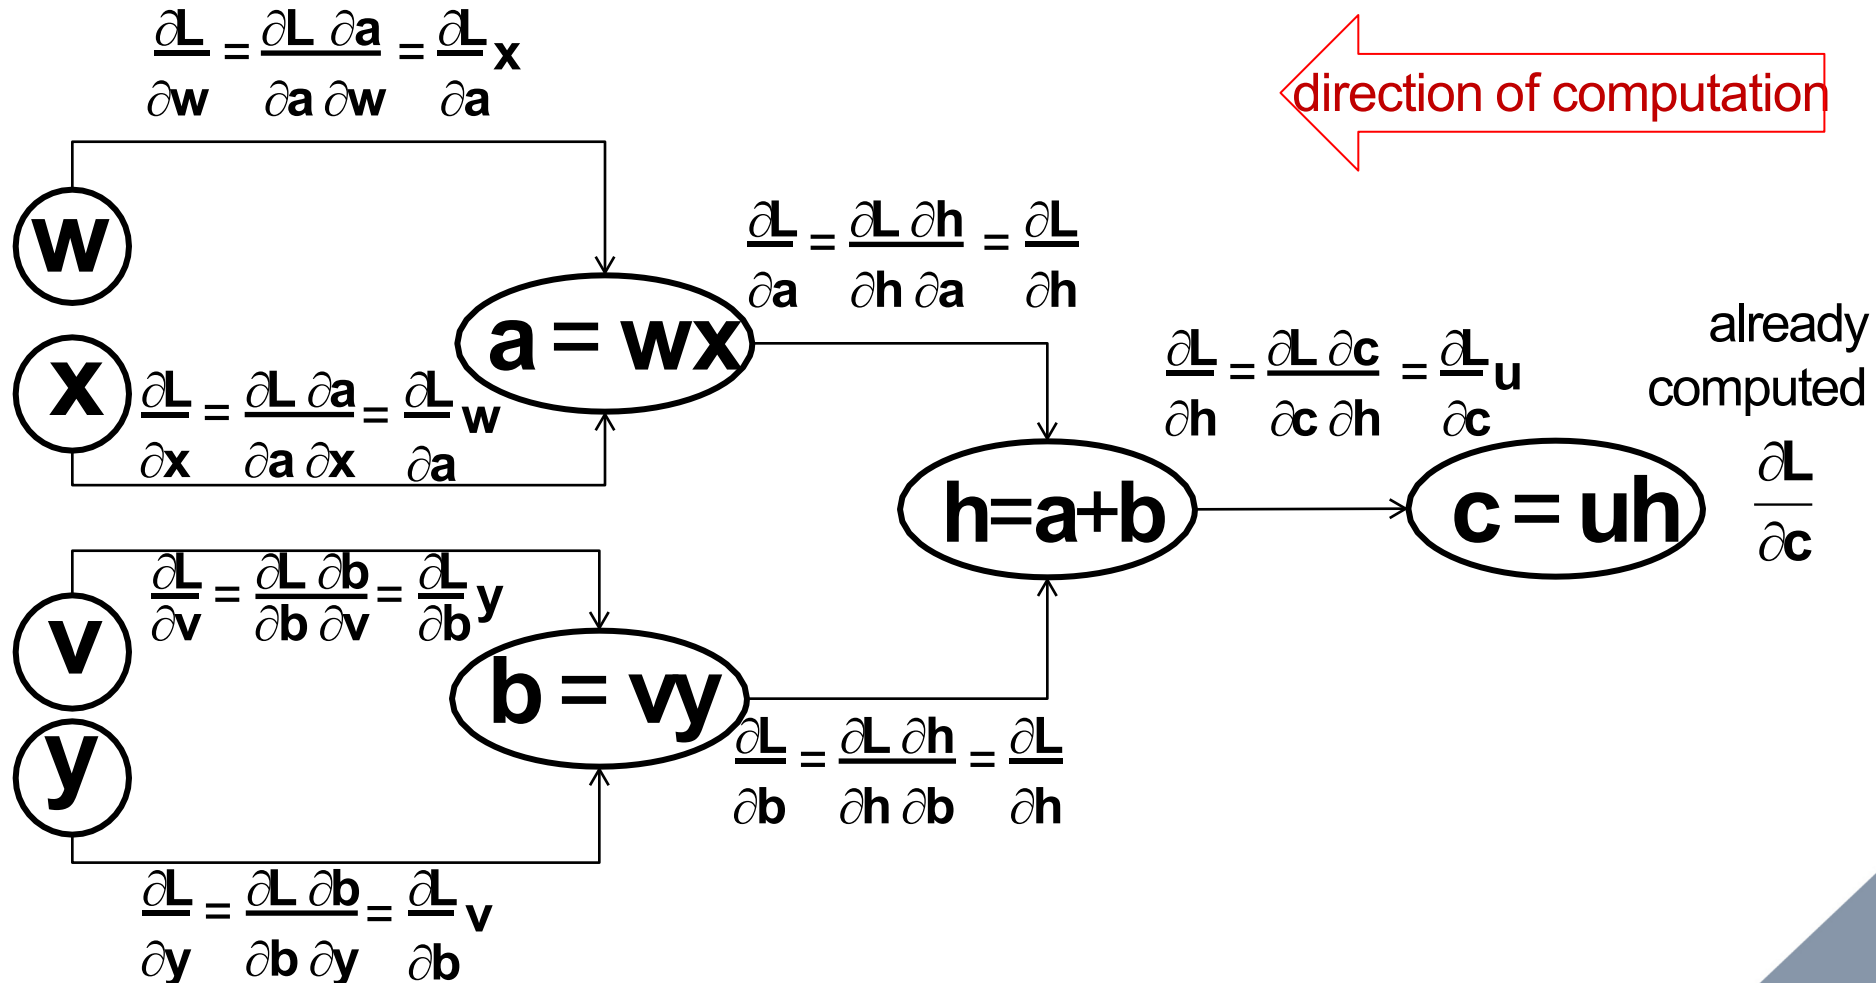 ∂L/∂w = ∂L ∂a/∂a ∂w = ∂L/∂a x
direction of computation
w
∂L/∂a = ∂L ∂h/∂h ∂a = ∂L/∂h
a = wx
already
computed
∂L/∂h = ∂L ∂c/∂c ∂h = ∂L/∂c u
x
∂L/∂x = ∂L ∂a/∂a ∂x = ∂L/∂a w
∂L/∂c
h=a+b
c = uh
∂L/∂v = ∂L ∂b/∂b ∂v = ∂L/∂b y
v
b = vy
y
∂L/∂b = ∂L ∂h/∂h ∂b = ∂L/∂h
∂L/∂y = ∂L ∂b/∂b ∂y = ∂L/∂b v